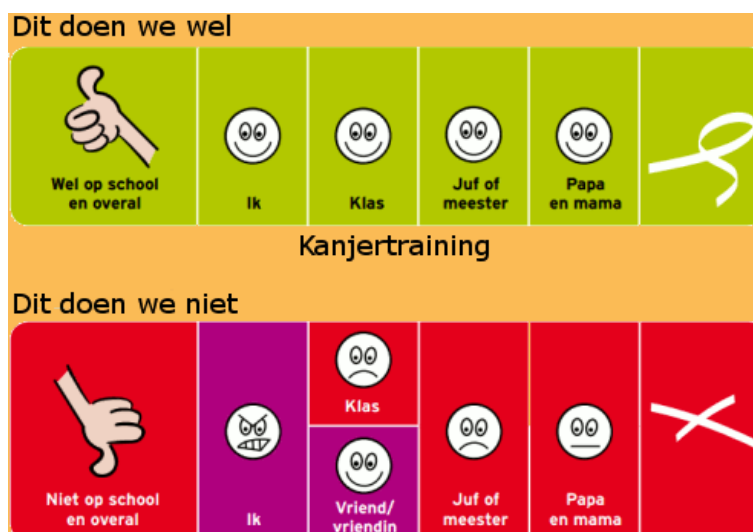 Dit doen we wel
Wel op school
en overal
Ik
Klas
Juf of
meester
Papa
en mama
Kanjertraining
Dit doen we niet
Niet op school
en overal
Ik
Klas
Vriend/
vriendin
Juf of
meester
Papa
en mama